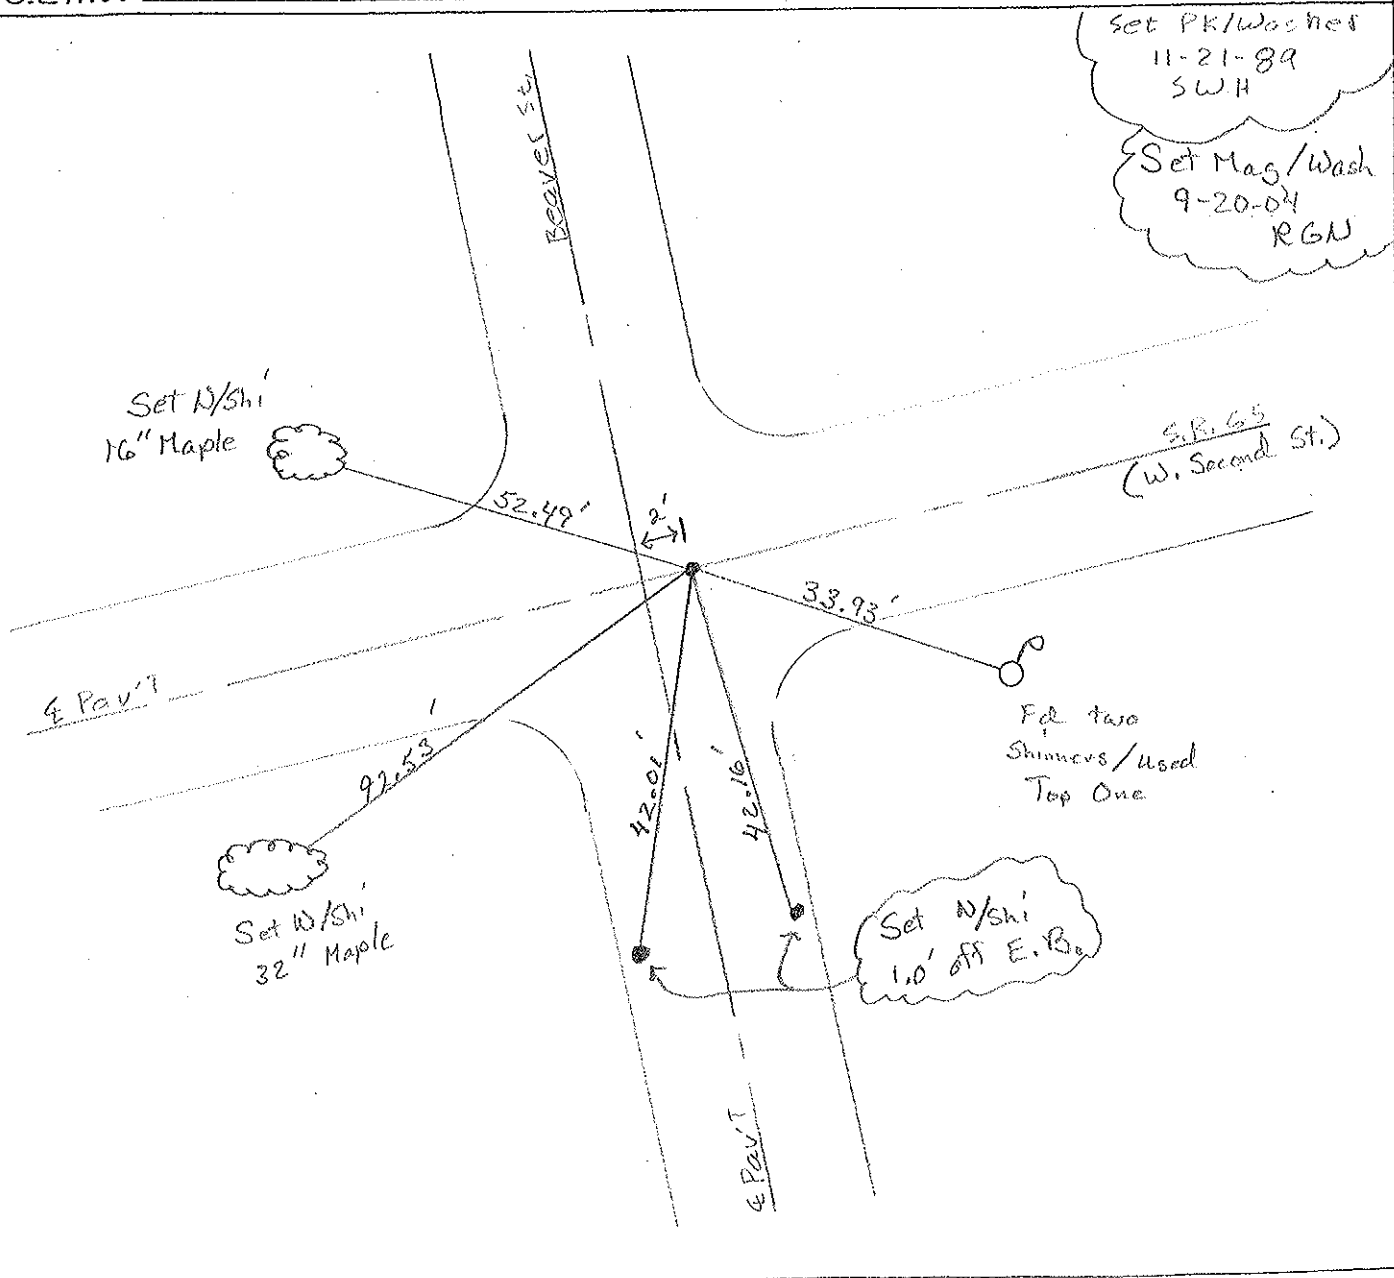 Set PK/Washer
11-21-89
SWH
Set Mag/Wash
9-20-04
RGN
Beaver St.
Set N/Shi
16" Maple
S.R. 65
(W. Second St.)
52.49'
2'
33.93'
℄ Pav'T
92.53'
42.01'
42.16'
Fd two
Shinners/used
Top One
Set N/Shi
32" Maple
Set N/Shi
1.0' off E.B.
℄ Pav'T